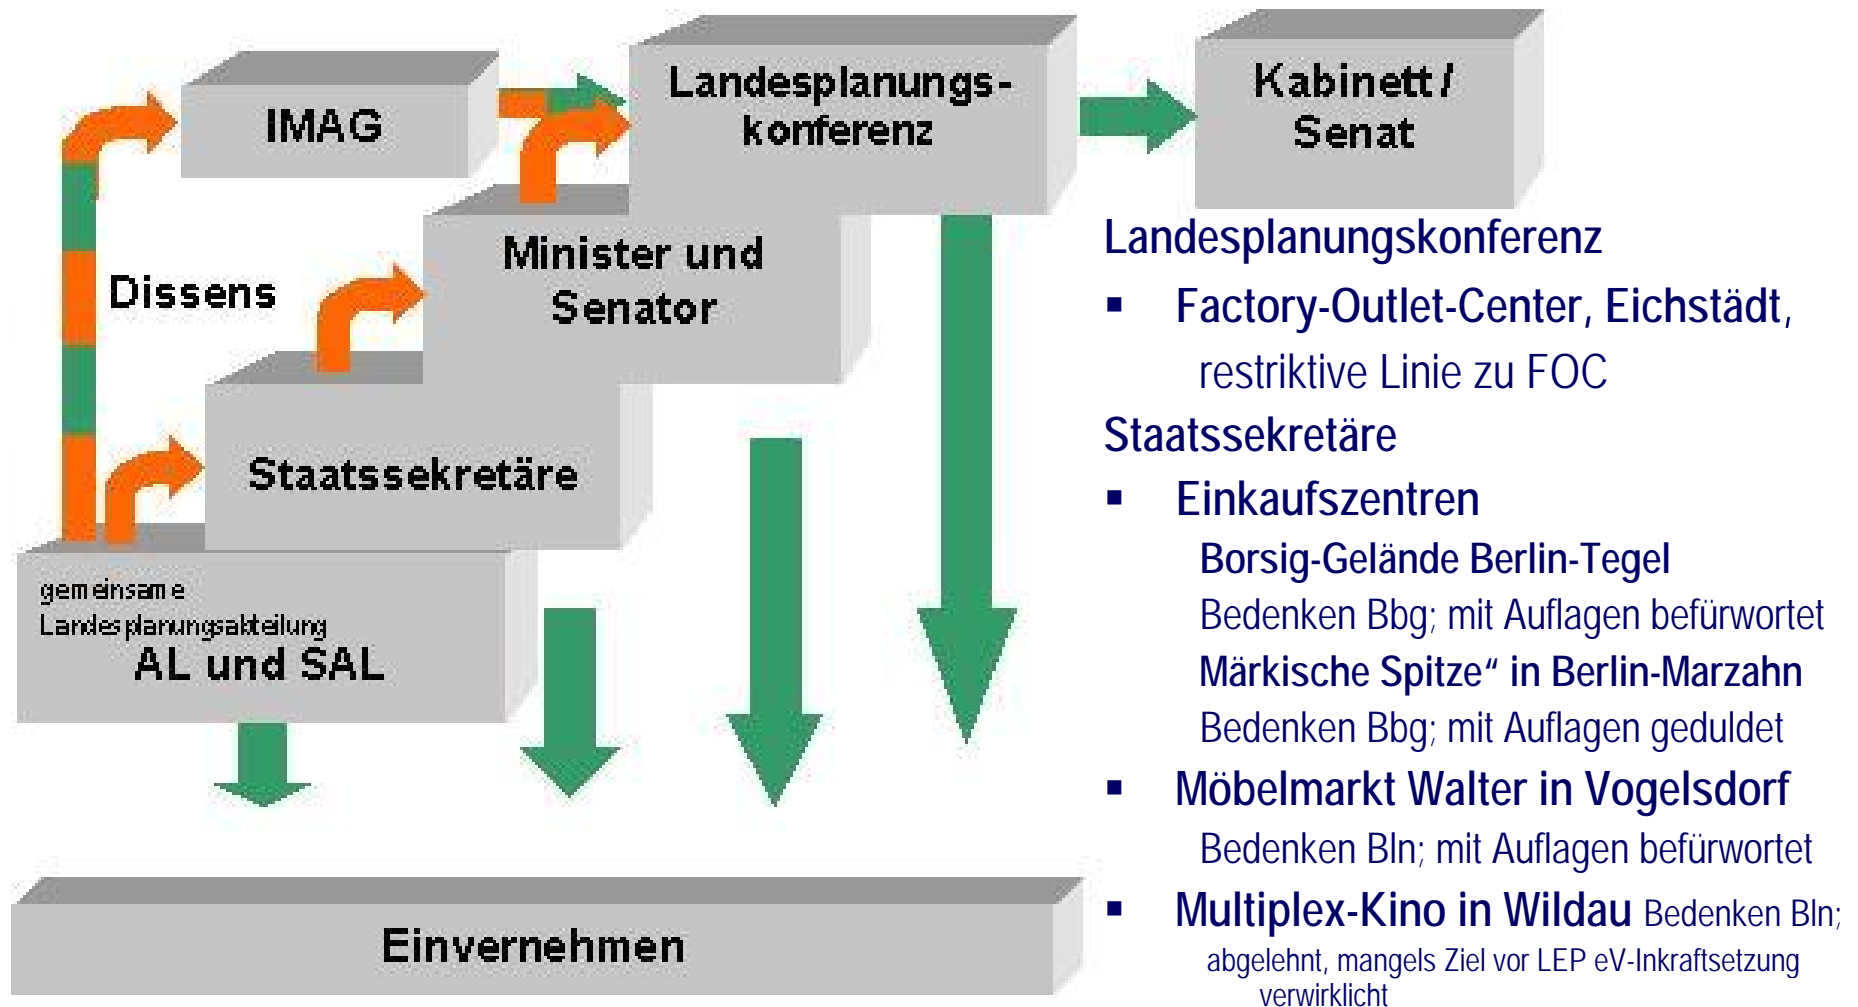 IMAG
Landesplanungs-
konferenz
Kabinett /
Senat
Minister und
Senator
Dissens
Staatssekretäre
gemeinsame
Landesplanungsabteilung
AL und SAL
Einvernehmen
Landesplanungskonferenz
▪ Factory-Outlet-Center, Eichstädt,
restriktive Linie zu FOC
Staatssekretäre
▪ Einkaufszentren
Borsig-Gelände Berlin-Tegel
Bedenken Bbg; mit Auflagen befürwortet
Märkische Spitze“ in Berlin-Marzahn
Bedenken Bbg; mit Auflagen geduldet
▪ Möbelmarkt Walter in Vogelsdorf
Bedenken Bln; mit Auflagen befürwortet
▪ Multiplex-Kino in Wildau Bedenken Bln;
abgelehnt, mangels Ziel vor LEP eV-Inkraftsetzung
verwirklicht